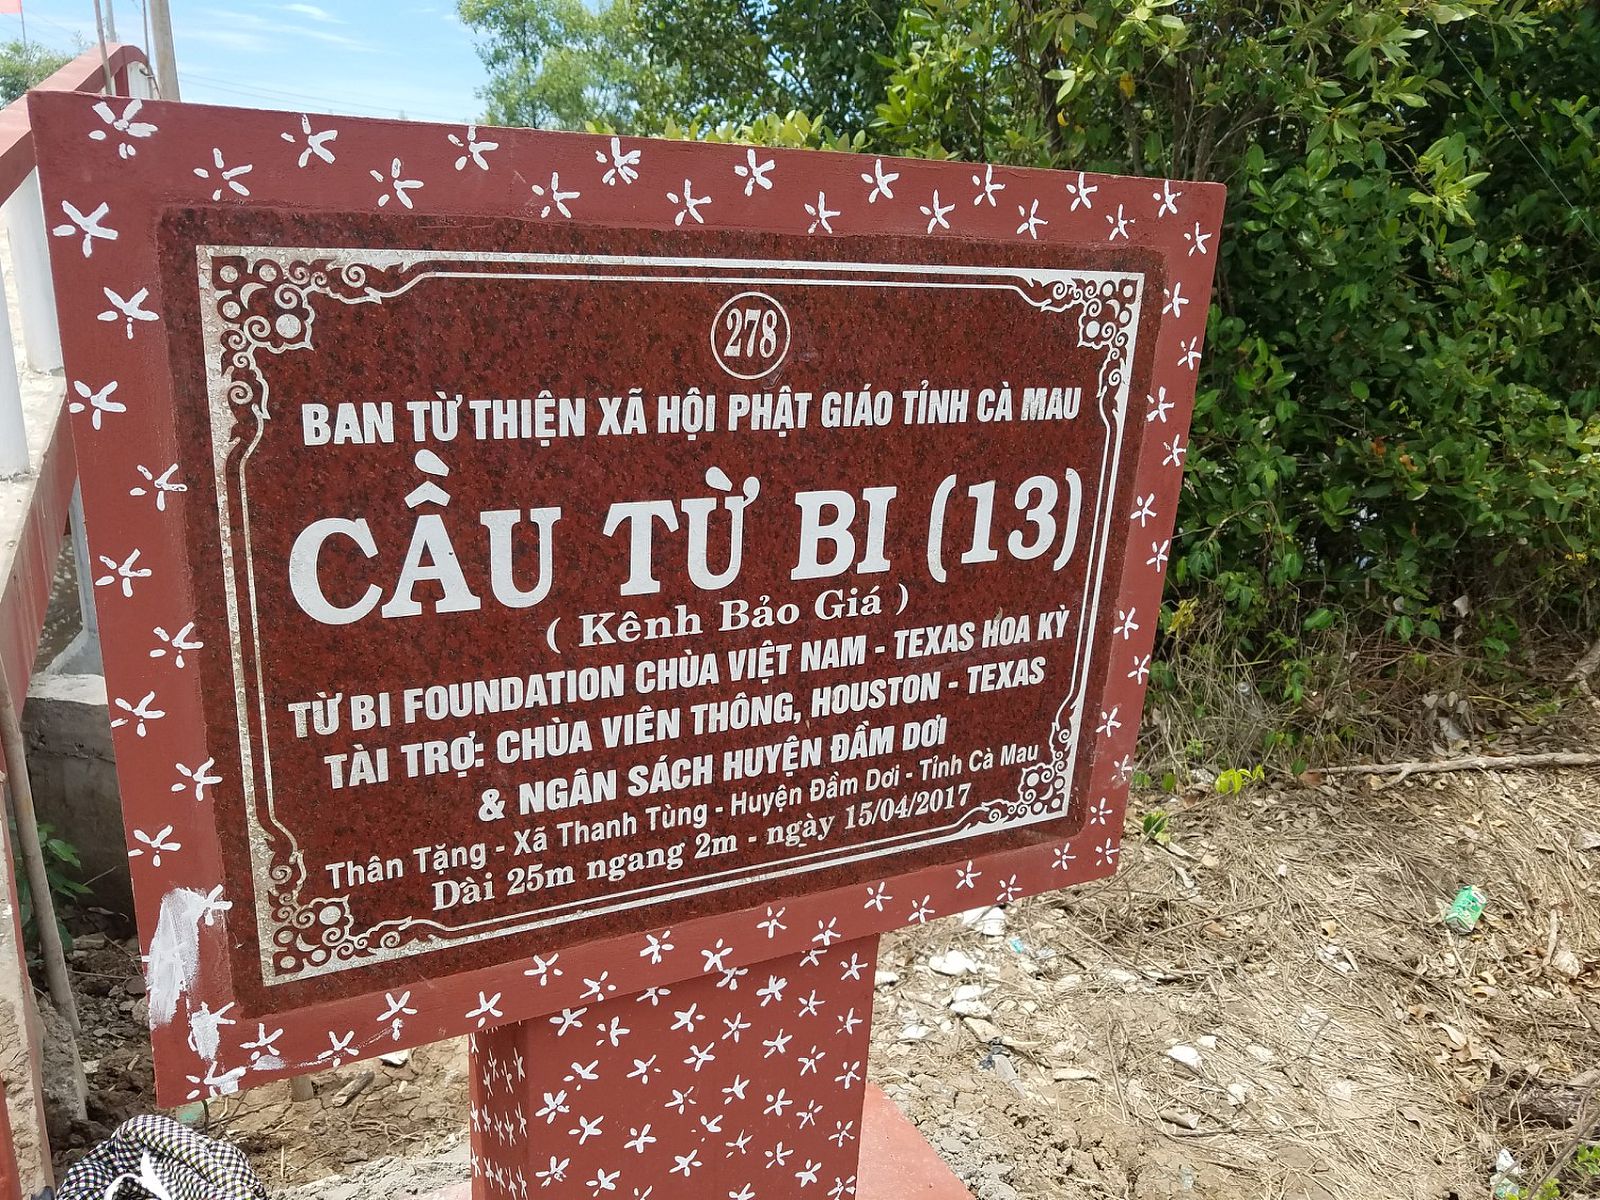 278
BAN TỪ THIỆN XÃ HỘI PHẬT GIÁO TỈNH CÀ MAU
CẦU TỪ BI (13)
( Kênh Bảo Giá )
TỪ BI FOUNDATION CHÙA VIỆT NAM - TEXAS HOA KỲ
TÀI TRỢ: CHÙA VIÊN THÔNG, HOUSTON - TEXAS
& NGÂN SÁCH HUYỆN ĐẦM DƠI
Thân Tặng - Xã Thanh Tùng - Huyện Đầm Dơi - Tỉnh Cà Mau
Dài 25m ngang 2m - ngày 15/04/2017